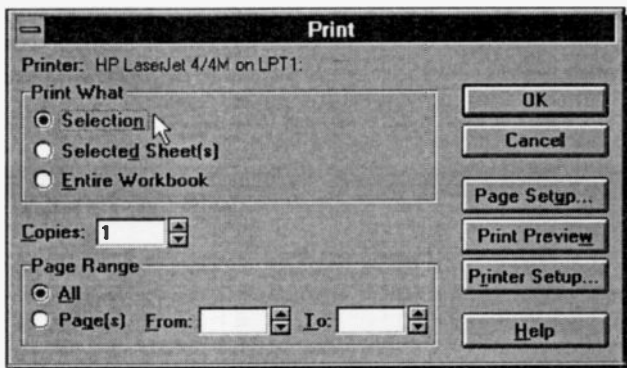 Print
Printer: HP LaserJet 4/4M on LPT1:
Print What
Selection
Selected Sheet(s)
Entire Workbook
Copies: 1
Page Range
All
Page(s) From: To:
OK
Cancel
Page Setup...
Print Preview
Printer Setup...
Help